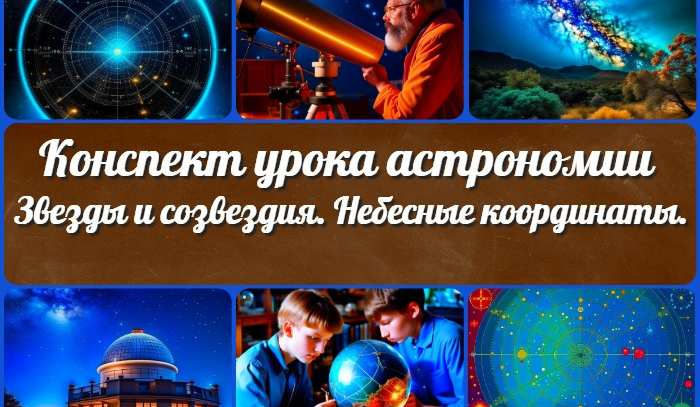 Конспект урока астрономии
Звезды и созвездия. Небесные координаты.